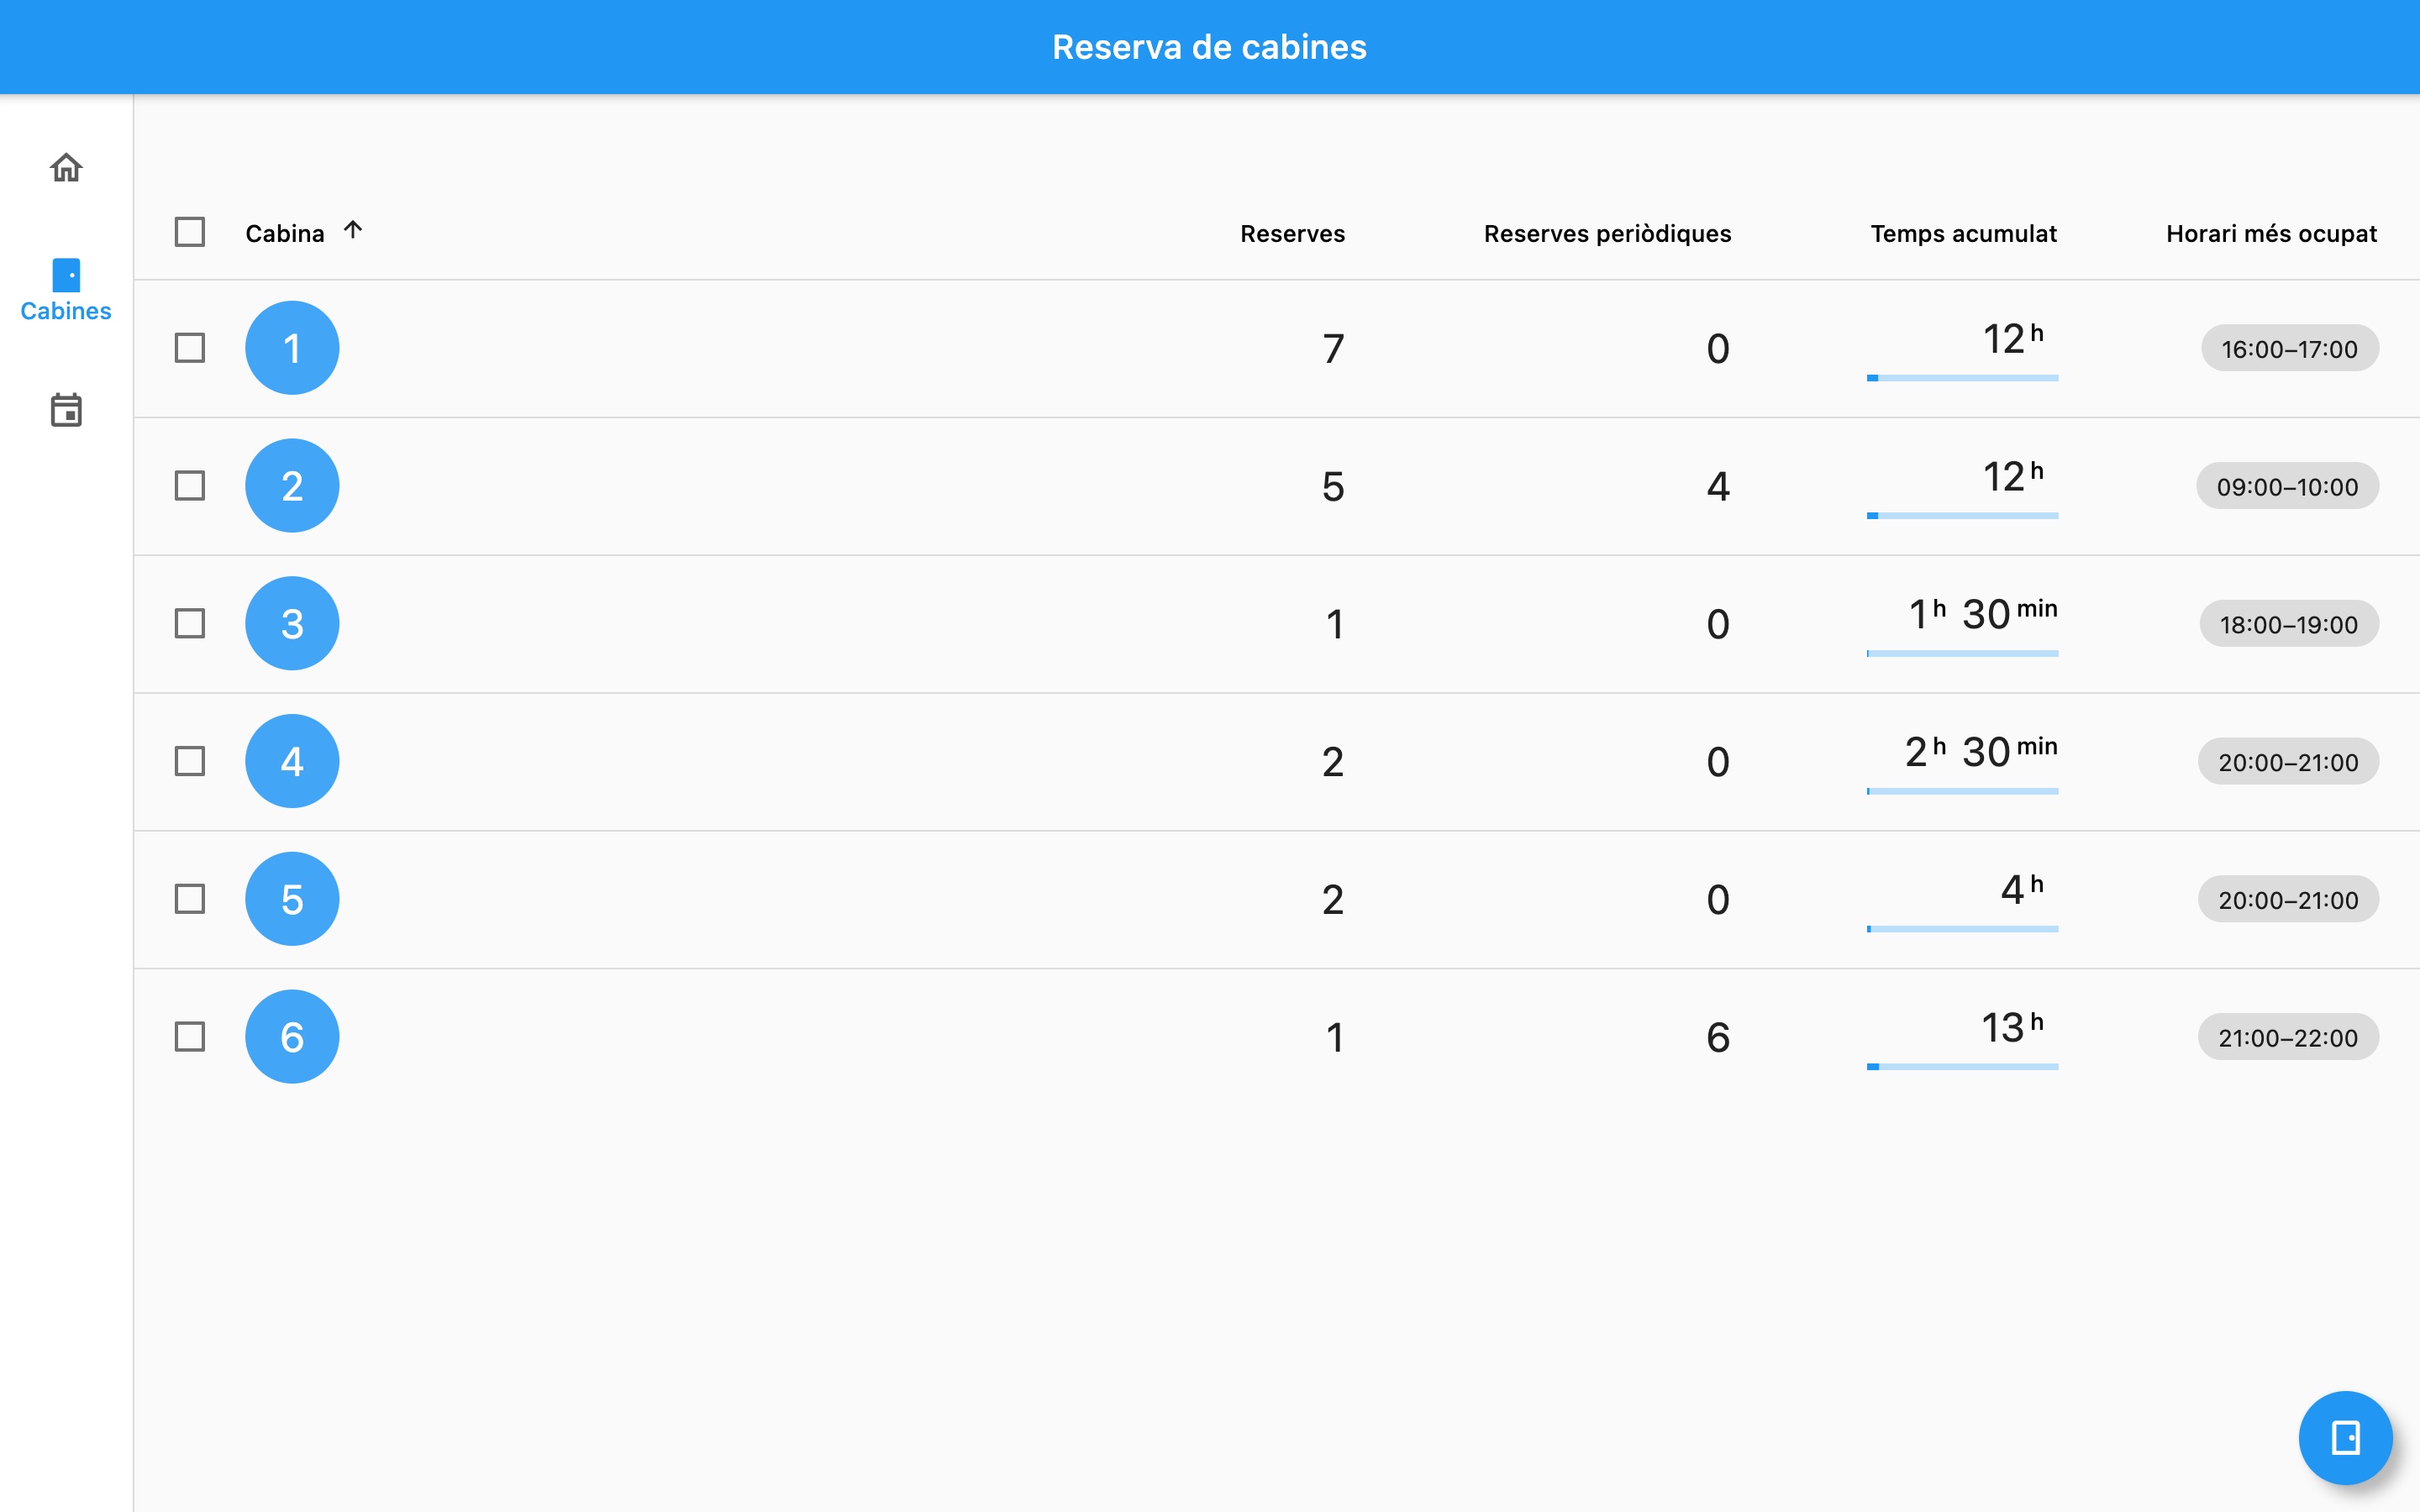 Reserva de cabines
Cabines
Cabina Reserves Reserves periòdiques Temps acumulat Horari més ocupat
1 7 0 12 h 16:00–17:00
2 5 4 12 h 09:00–10:00
3 1 0 1 h 30 min 18:00–19:00
4 2 0 2 h 30 min 20:00–21:00
5 2 0 4 h 20:00–21:00
6 1 6 13 h 21:00–22:00